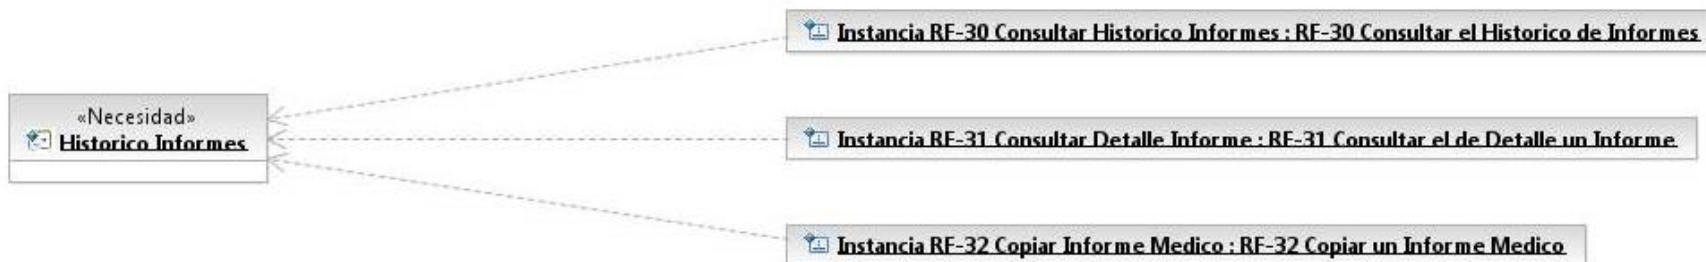 Instancia RF-30 Consultar Historico Informes : RF-30 Consultar el Historico de Informes
«Necesidad»
Historico Informes
Instancia RF-31 Consultar Detalle Informe : RF-31 Consultar el de Detalle un Informe
Instancia RF-32 Copiar Informe Medico : RF-32 Copiar un Informe Medico